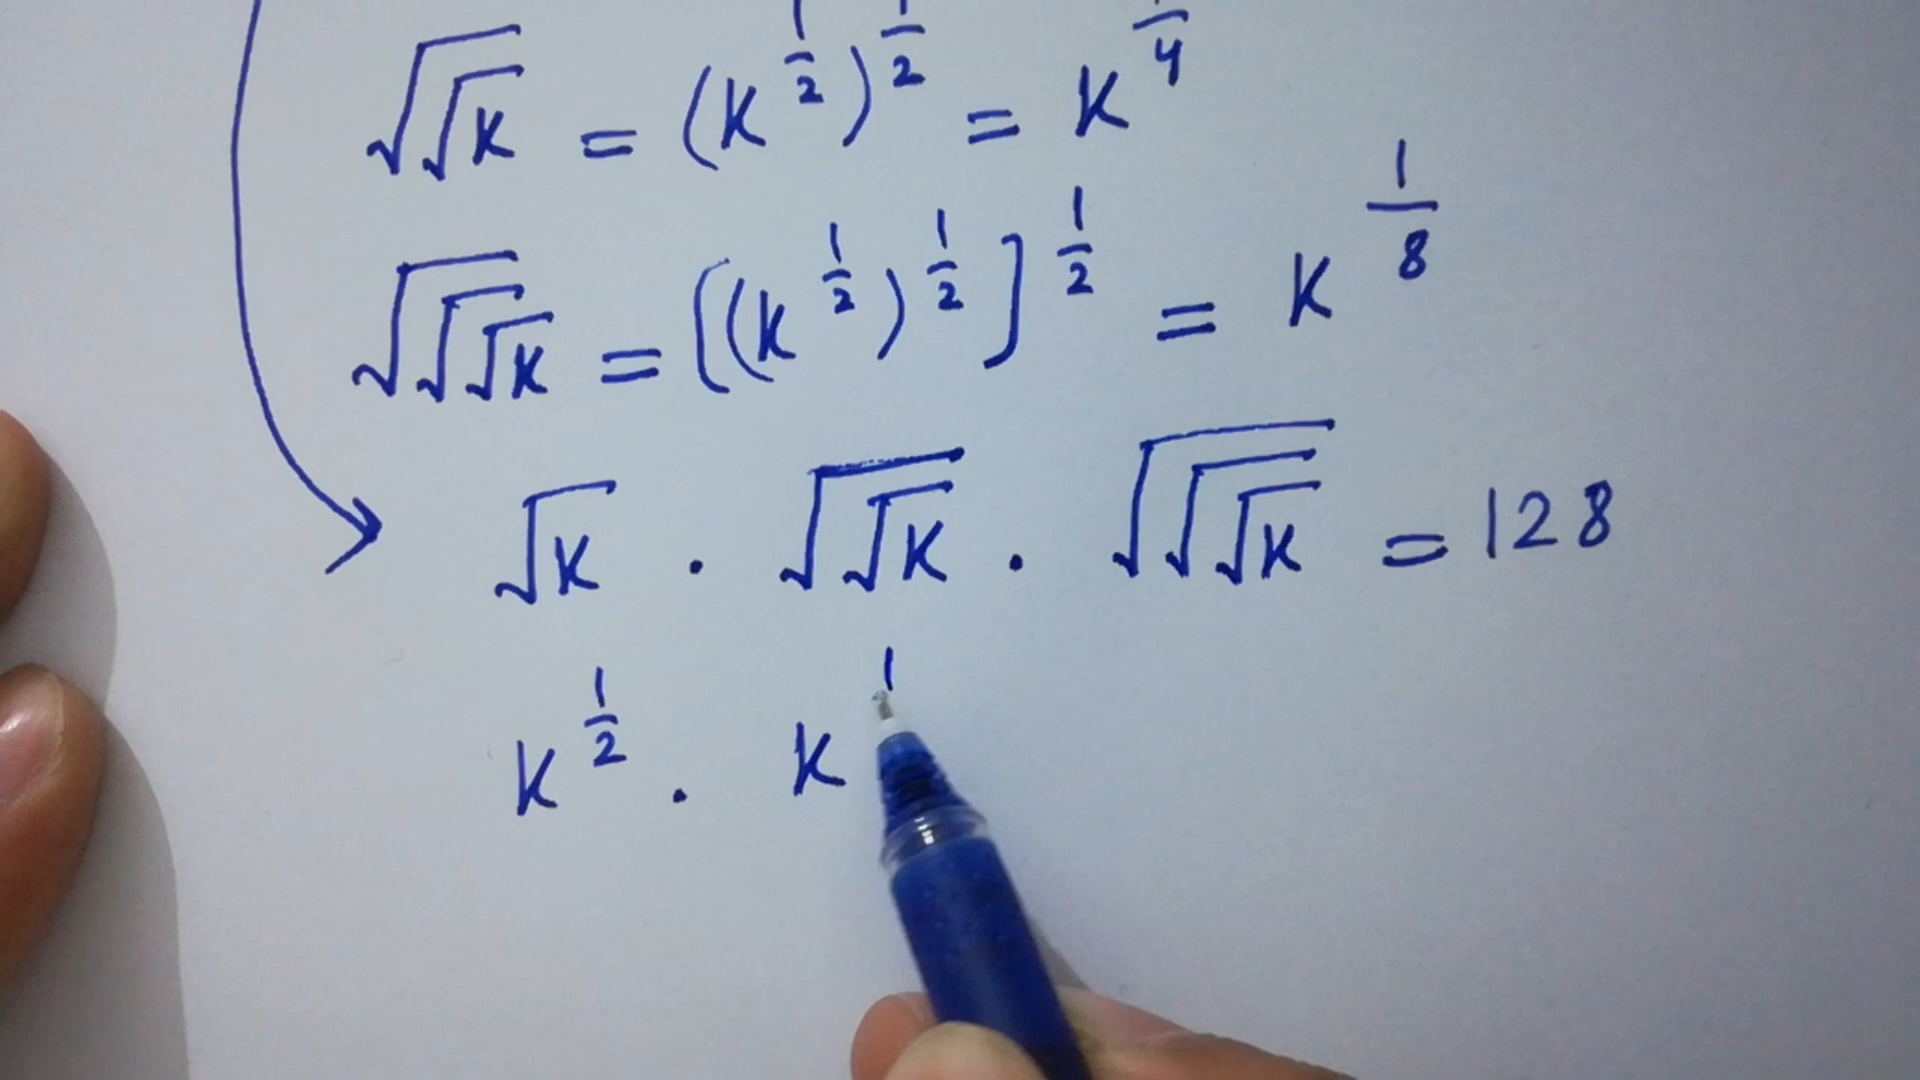 √√K = (K^1/2)^1/2 = K^1/4
√√√K = [(K^1/2)^1/2]^1/2 = K^1/8
√K . √√K . √√√K = 128
K^1/2 . K^1